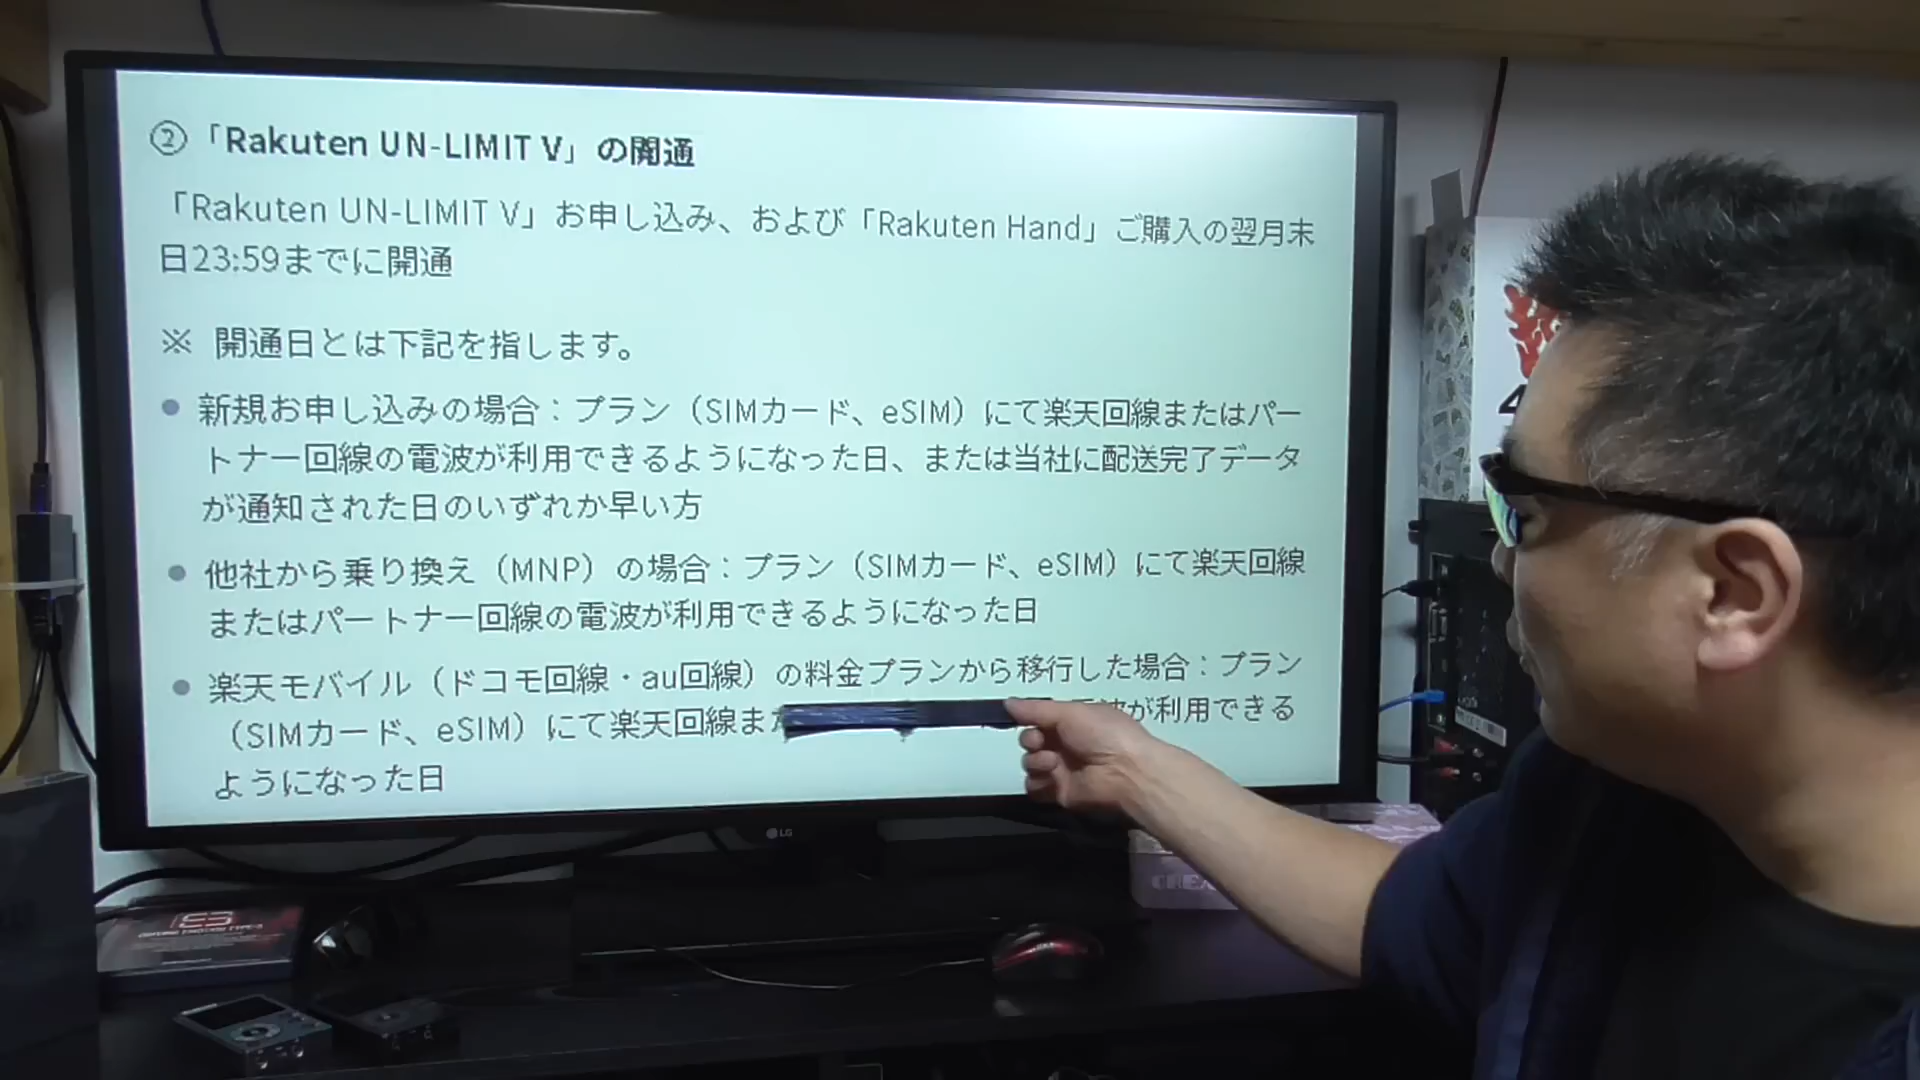 ②「Rakuten UN-LIMIT V」の開通
「Rakuten UN-LIMIT V」お申し込み、および「Rakuten Hand」ご購入の翌月末
日23:59までに開通
※ 開通日とは下記を指します。
● 新規お申し込みの場合：プラン（SIMカード、eSIM）にて楽天回線またはパー
トナー回線の電波が利用できるようになった日、または当社に配送完了データ
が通知された日のいずれか早い方
● 他社から乗り換え（MNP）の場合：プラン（SIMカード、eSIM）にて楽天回線
またはパートナー回線の電波が利用できるようになった日
● 楽天モバイル（ドコモ回線・au回線）の料金プランから移行した場合：プラン
（SIMカード、eSIM）にて楽天回線また 電波が利用できる
ようになった日
LG